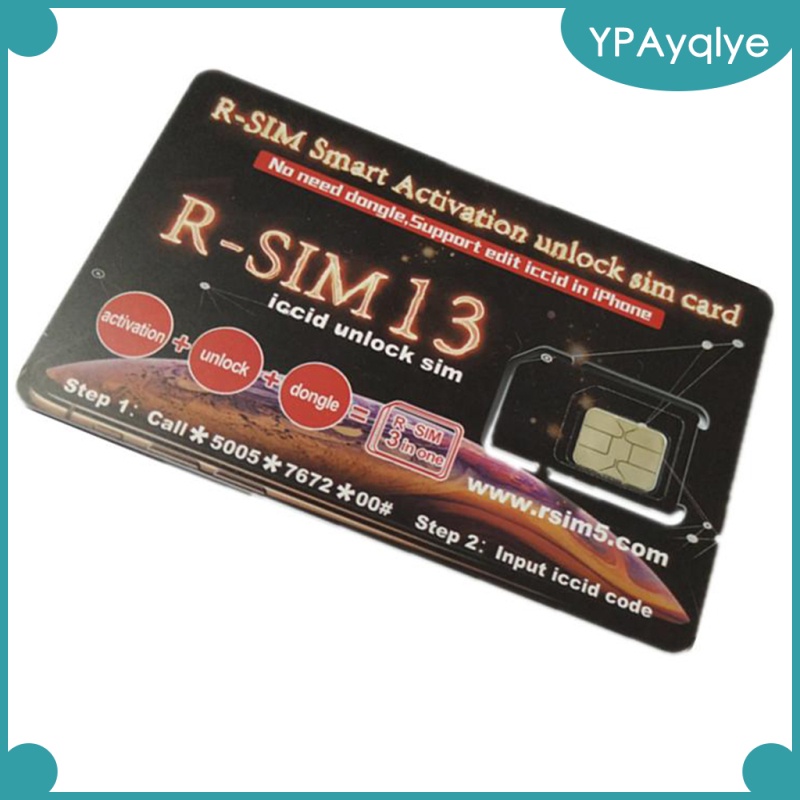 YPAyqlye
R-SIM Smart Activation unlock sim card
No need dongle,Support edit iccid in iPhone
R-SIM13
iccid unlock sim
activation + unlock + dongle = R-SIM
3 in one
Step 1: Call*5005*7672*00#
www.rsim5.com
Step 2: Input iccid code